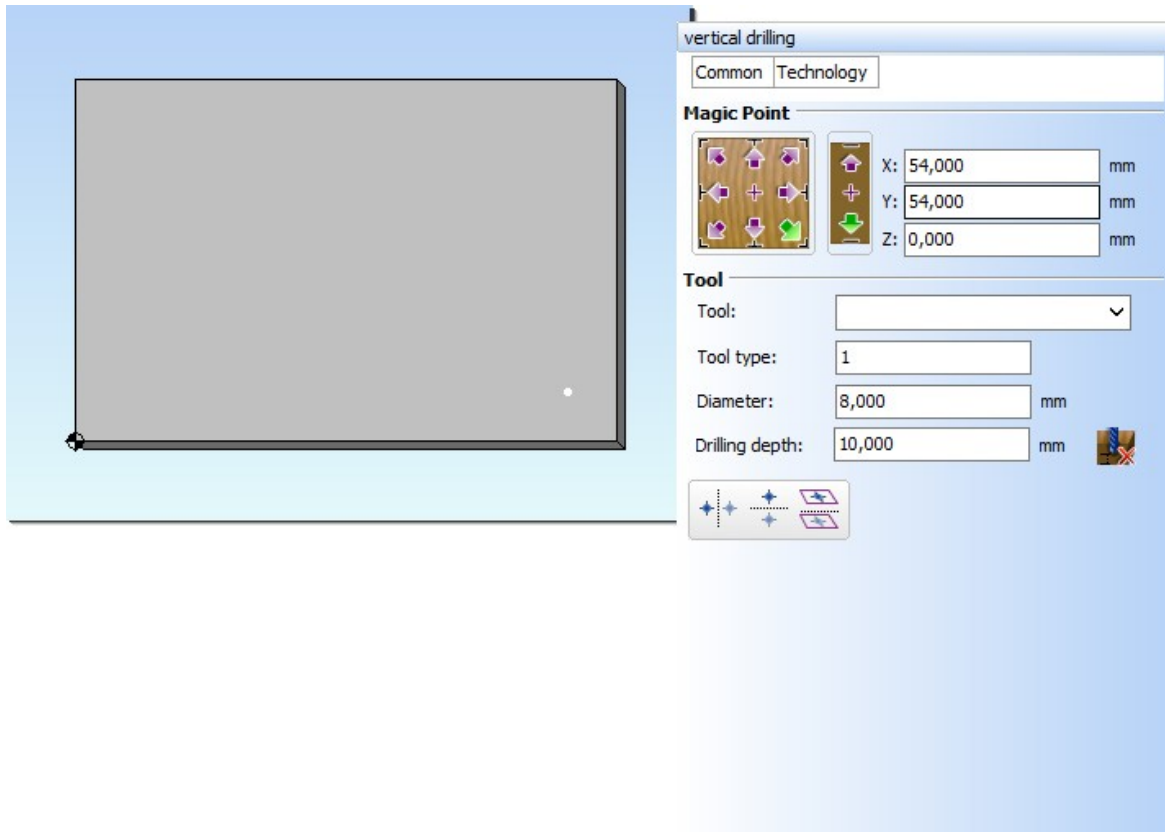 vertical drilling
Common Technology
Magic Point
X: 54,000 mm
Y: 54,000 mm
Z: 0,000 mm
Tool
Tool:
Tool type: 1
Diameter: 8,000 mm
Drilling depth: 10,000 mm